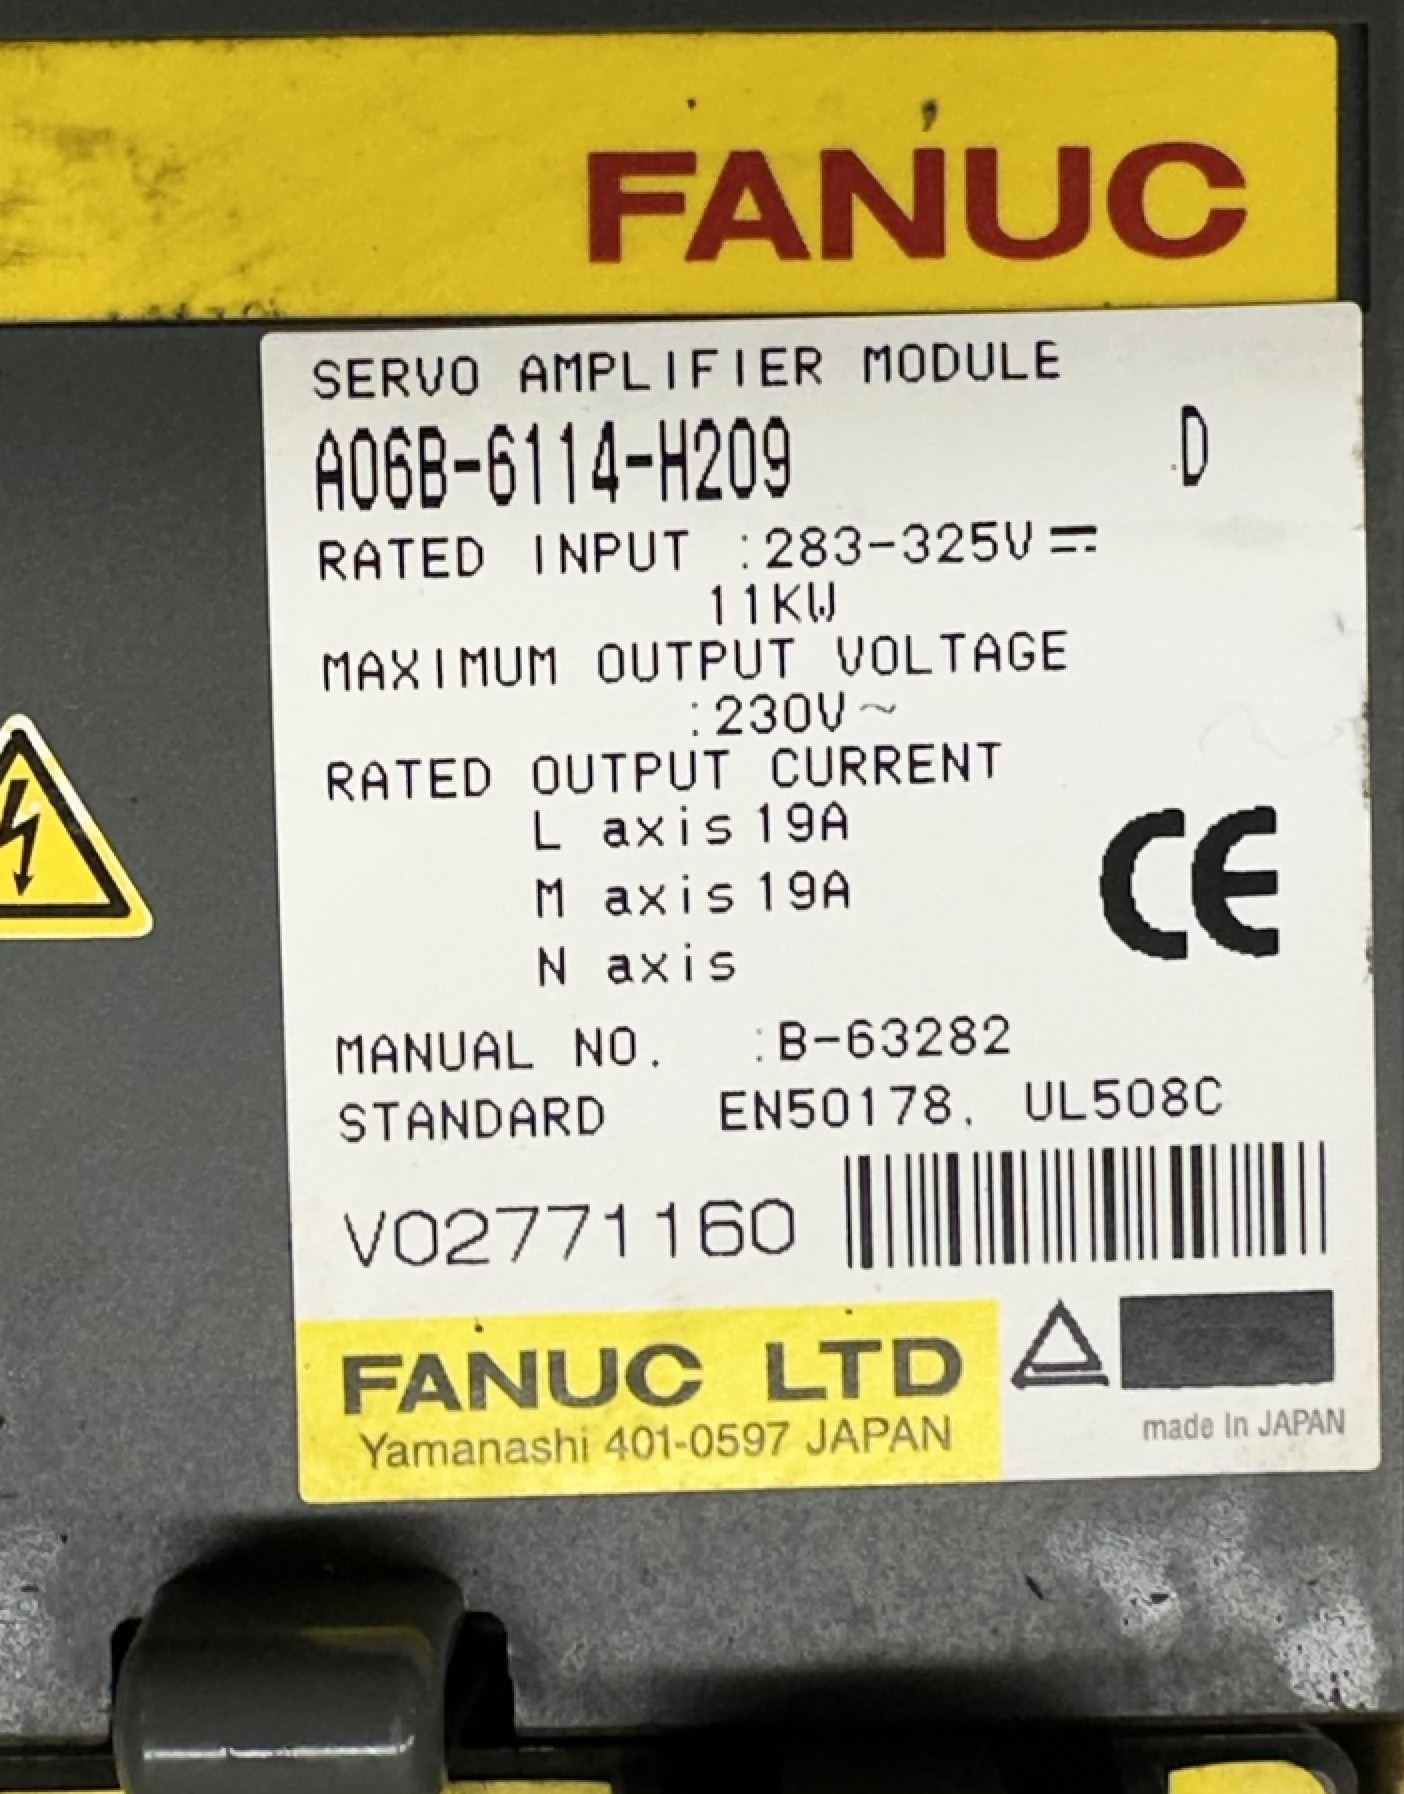 FANUC
SERVO AMPLIFIER MODULE
A06B-6114-H209 D
RATED INPUT :283-325V⎓
11KW
MAXIMUM OUTPUT VOLTAGE
:230V~
RATED OUTPUT CURRENT
L axis 19A
M axis 19A
N axis
MANUAL NO. :B-63282
STANDARD EN50178, UL508C
V02771160
FANUC LTD
Yamanashi 401-0597 JAPAN
made In JAPAN
CE